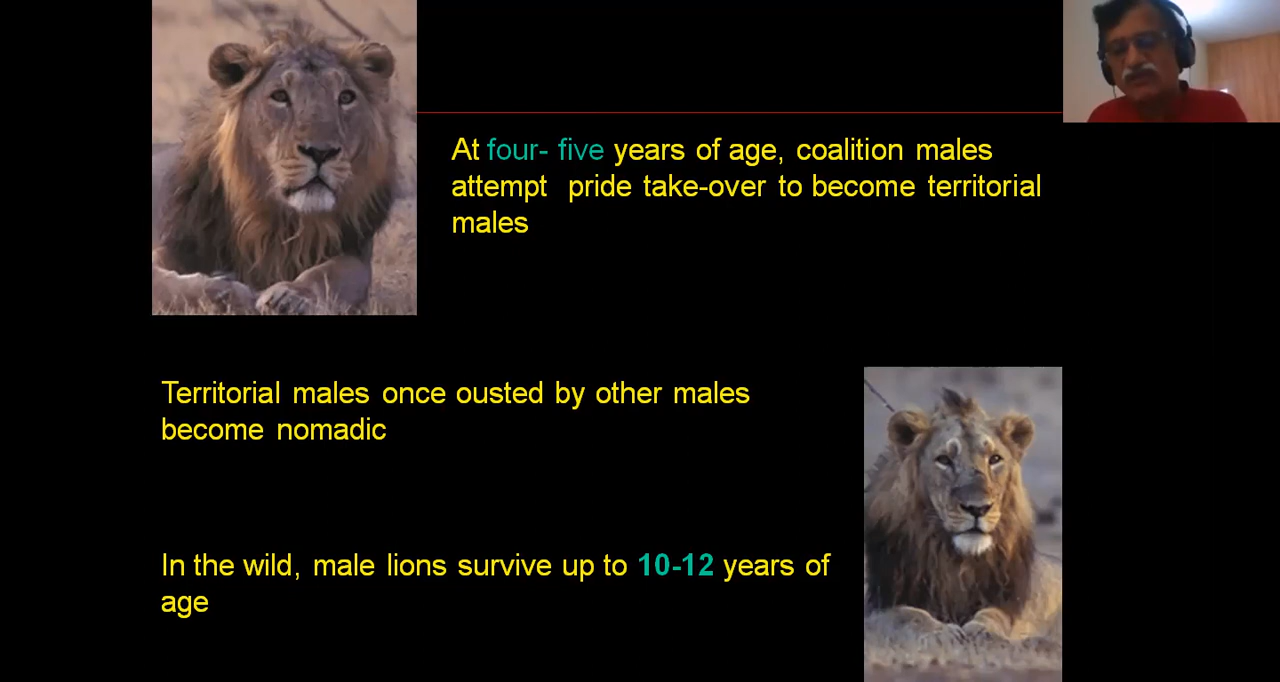 At four- five years of age, coalition males
attempt pride take-over to become territorial
males
Territorial males once ousted by other males
become nomadic
In the wild, male lions survive up to 10-12 years of
age